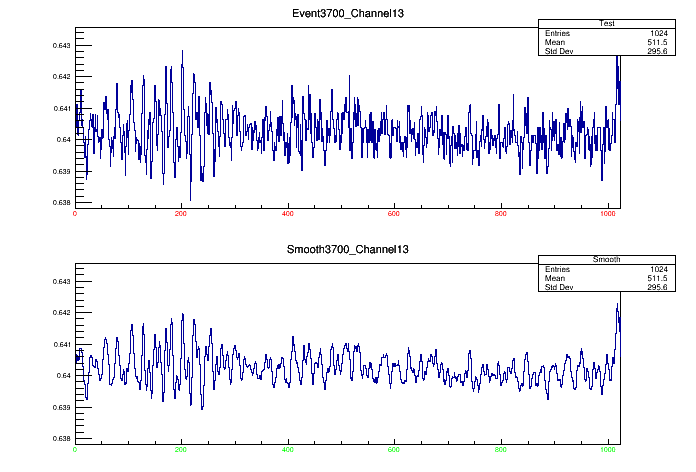 Event3700_Channel13
Test
Entries 1024
Mean 511.5
Std Dev 295.6
0.643
0.642
0.641
0.64
0.639
0.638
0 200 400 600 800 1000
Smooth3700_Channel13
Smooth
Entries 1024
Mean 511.5
Std Dev 295.6
0.643
0.642
0.641
0.64
0.639
0.638
0 200 400 600 800 1000